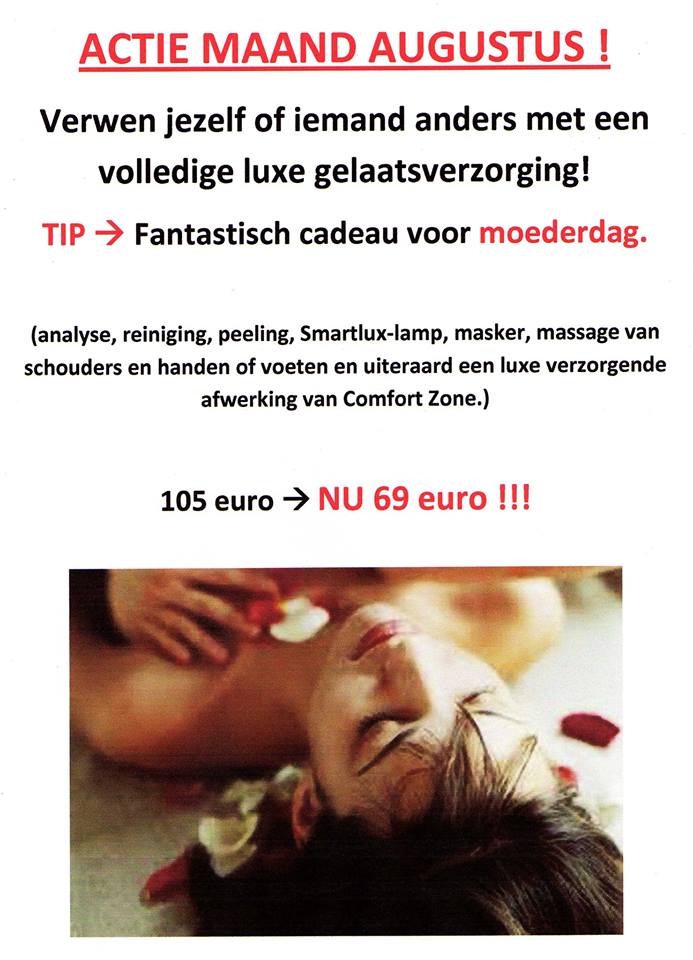 ACTIE MAAND AUGUSTUS !
Verwen jezelf of iemand anders met een
volledige luxe gelaatsverzorging!
TIP → Fantastisch cadeau voor moederdag.
(analyse, reiniging, peeling, Smartlux-lamp, masker, massage van
schouders en handen of voeten en uiteraard een luxe verzorgende
afwerking van Comfort Zone.)
105 euro → NU 69 euro !!!